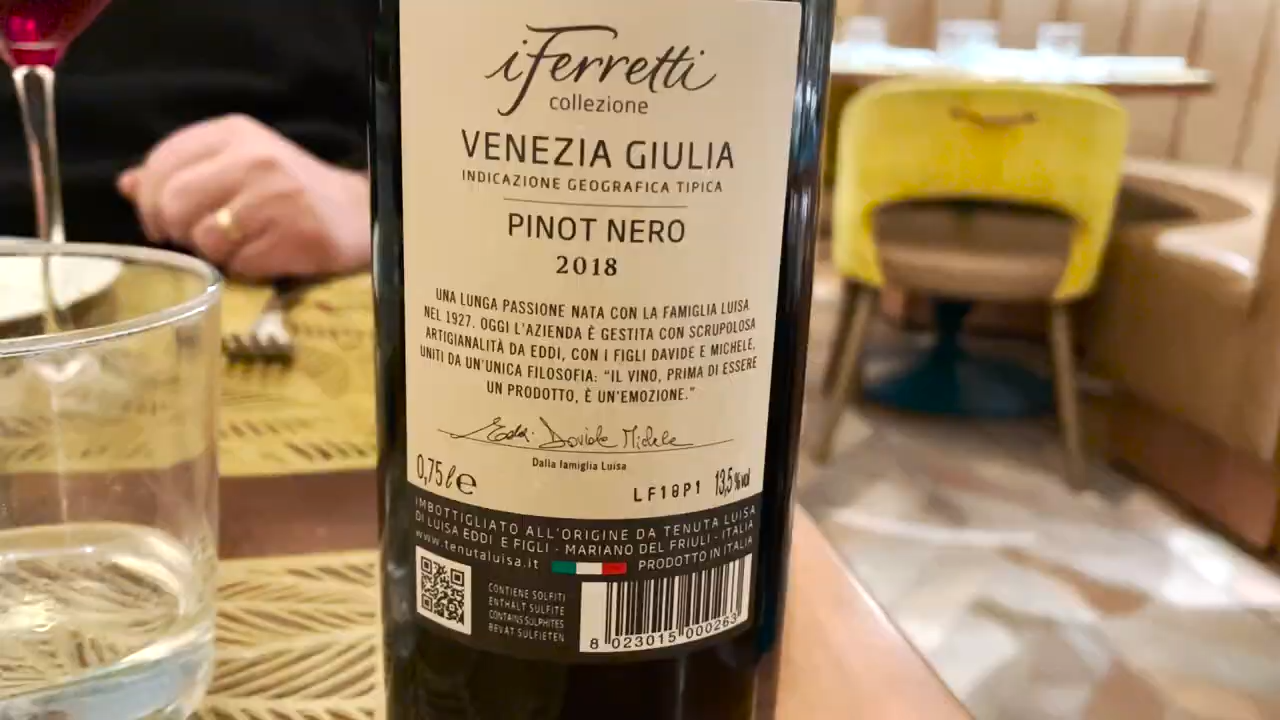 iFerretti
collezione
VENEZIA GIULIA
INDICAZIONE GEOGRAFICA TIPICA
PINOT NERO
2018
UNA LUNGA PASSIONE NATA CON LA FAMIGLIA LUISA
NEL 1927. OGGI L'AZIENDA È GESTITA CON SCRUPOLOSA
ARTIGIANALITÀ DA EDDI, CON I FIGLI DAVIDE E MICHELE,
UNITI DA UN'UNICA FILOSOFIA: “IL VINO, PRIMA DI ESSERE
UN PRODOTTO, È UN'EMOZIONE.”
Eddi Davide Michele
Dalla famiglia Luisa
0,75 l e LF18P1 13,5% vol
IMBOTTIGLIATO ALL'ORIGINE DA TENUTA LUISA
DI LUISA EDDI E FIGLI - MARIANO DEL FRIULI - ITALIA
www.tenutaluisa.it PRODOTTO IN ITALIA
CONTIENE SOLFITI
ENTHÄLT SULFITE
CONTAINS SULPHITES
BEVAT SULFIETEN
8 023015 000263